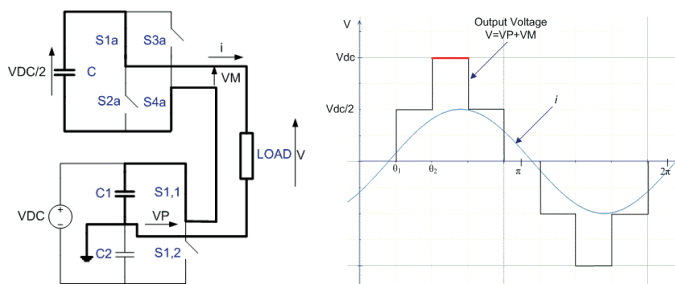 S1a
S3a
i
VDC/2
C
VM
S2a
S4a
LOAD
V
C1
S1,1
VDC
VP
C2
S1,2
V
Output Voltage
V=VP+VM
Vdc
Vdc/2
i
θ1
θ2
π
2π